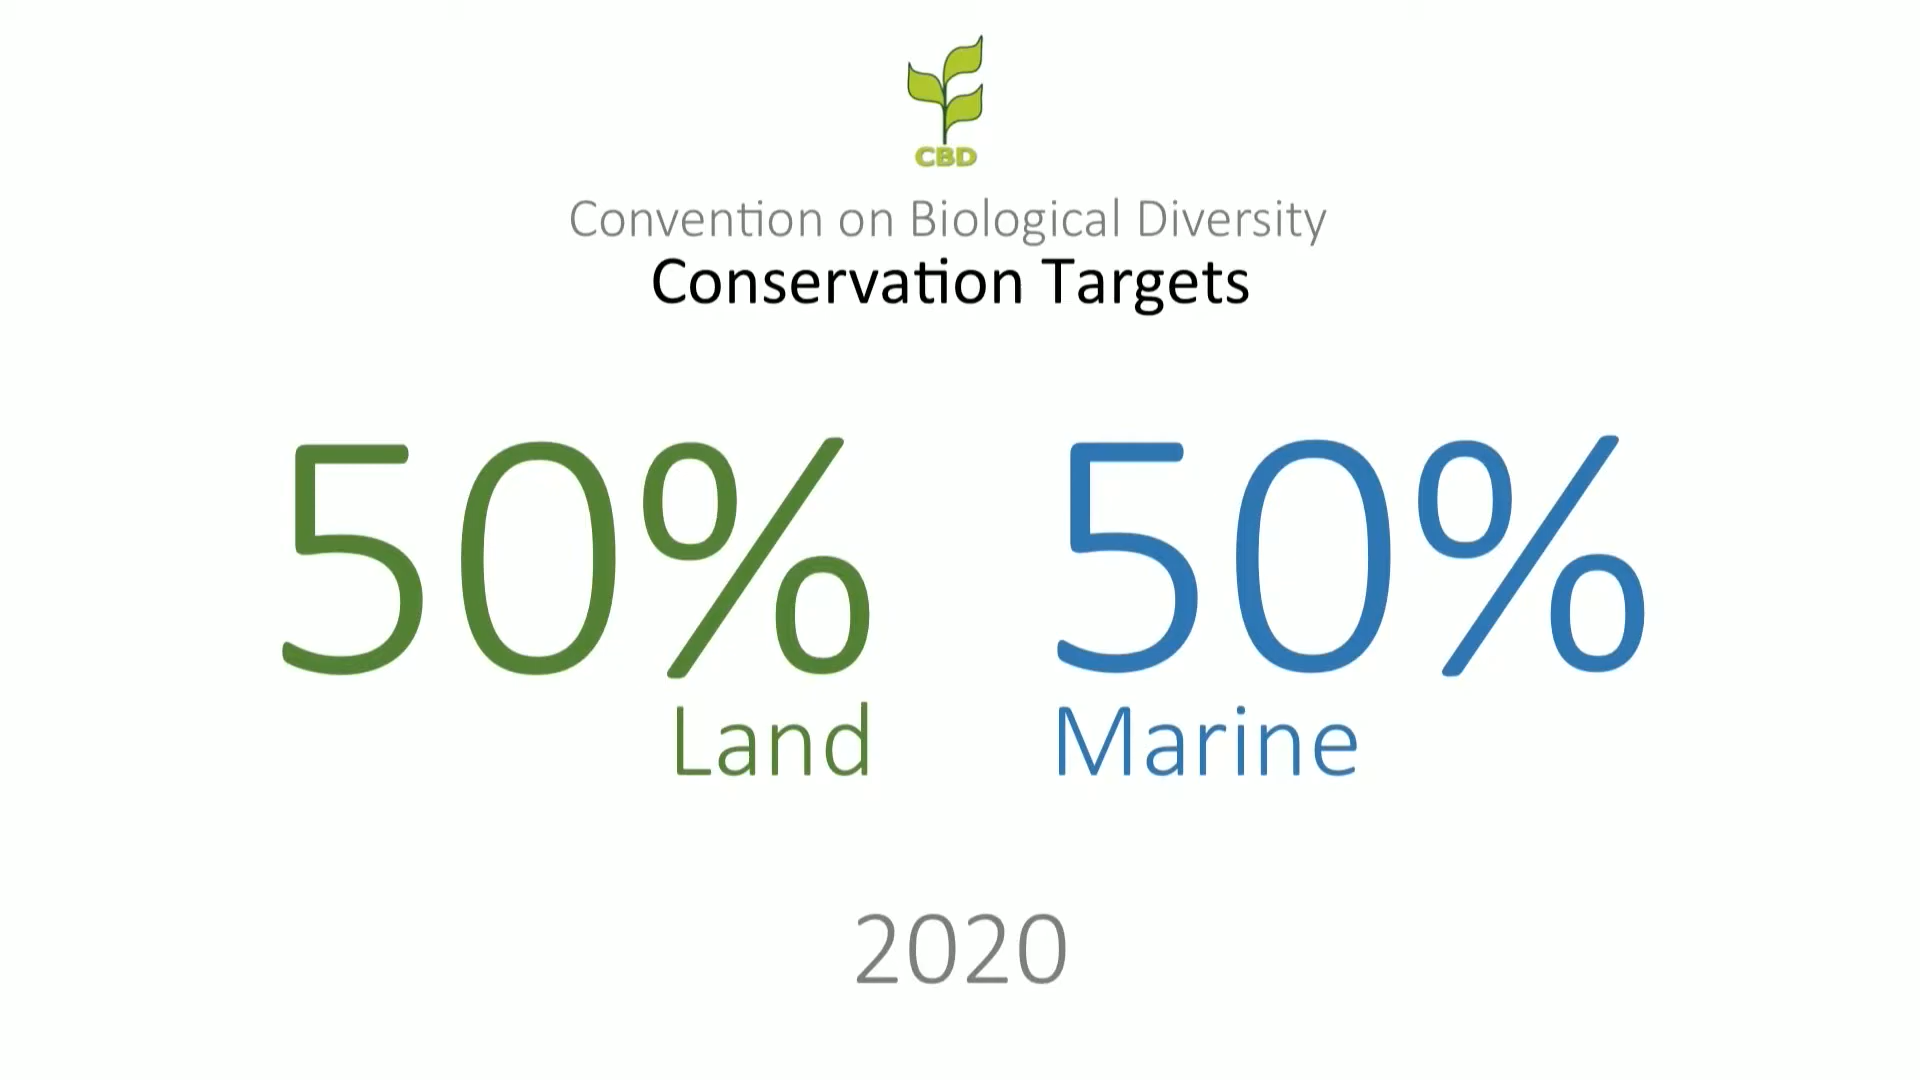 CBD
Convention on Biological Diversity
Conservation Targets
50% 50%
Land Marine
2020